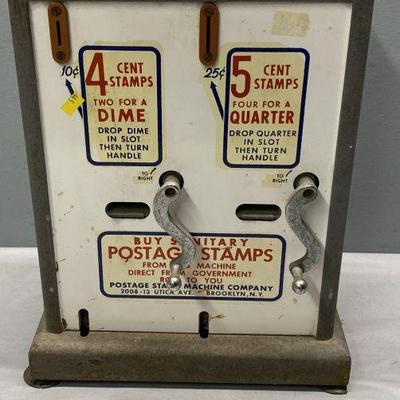 10¢
4 CENT
STAMPS
TWO FOR A
DIME
DROP DIME
IN SLOT
THEN TURN
HANDLE
25¢
5 CENT
STAMPS
FOUR FOR A
QUARTER
DROP QUARTER
IN SLOT
THEN TURN
HANDLE
TO
RIGHT
TO
RIGHT
BUY SANITARY
POSTAGE STAMPS
FROM THIS MACHINE
DIRECT FROM GOVERNMENT
ROLL TO YOU
POSTAGE STAMP MACHINE COMPANY
2008-12 UTICA AVE. BROOKLYN, N.Y.